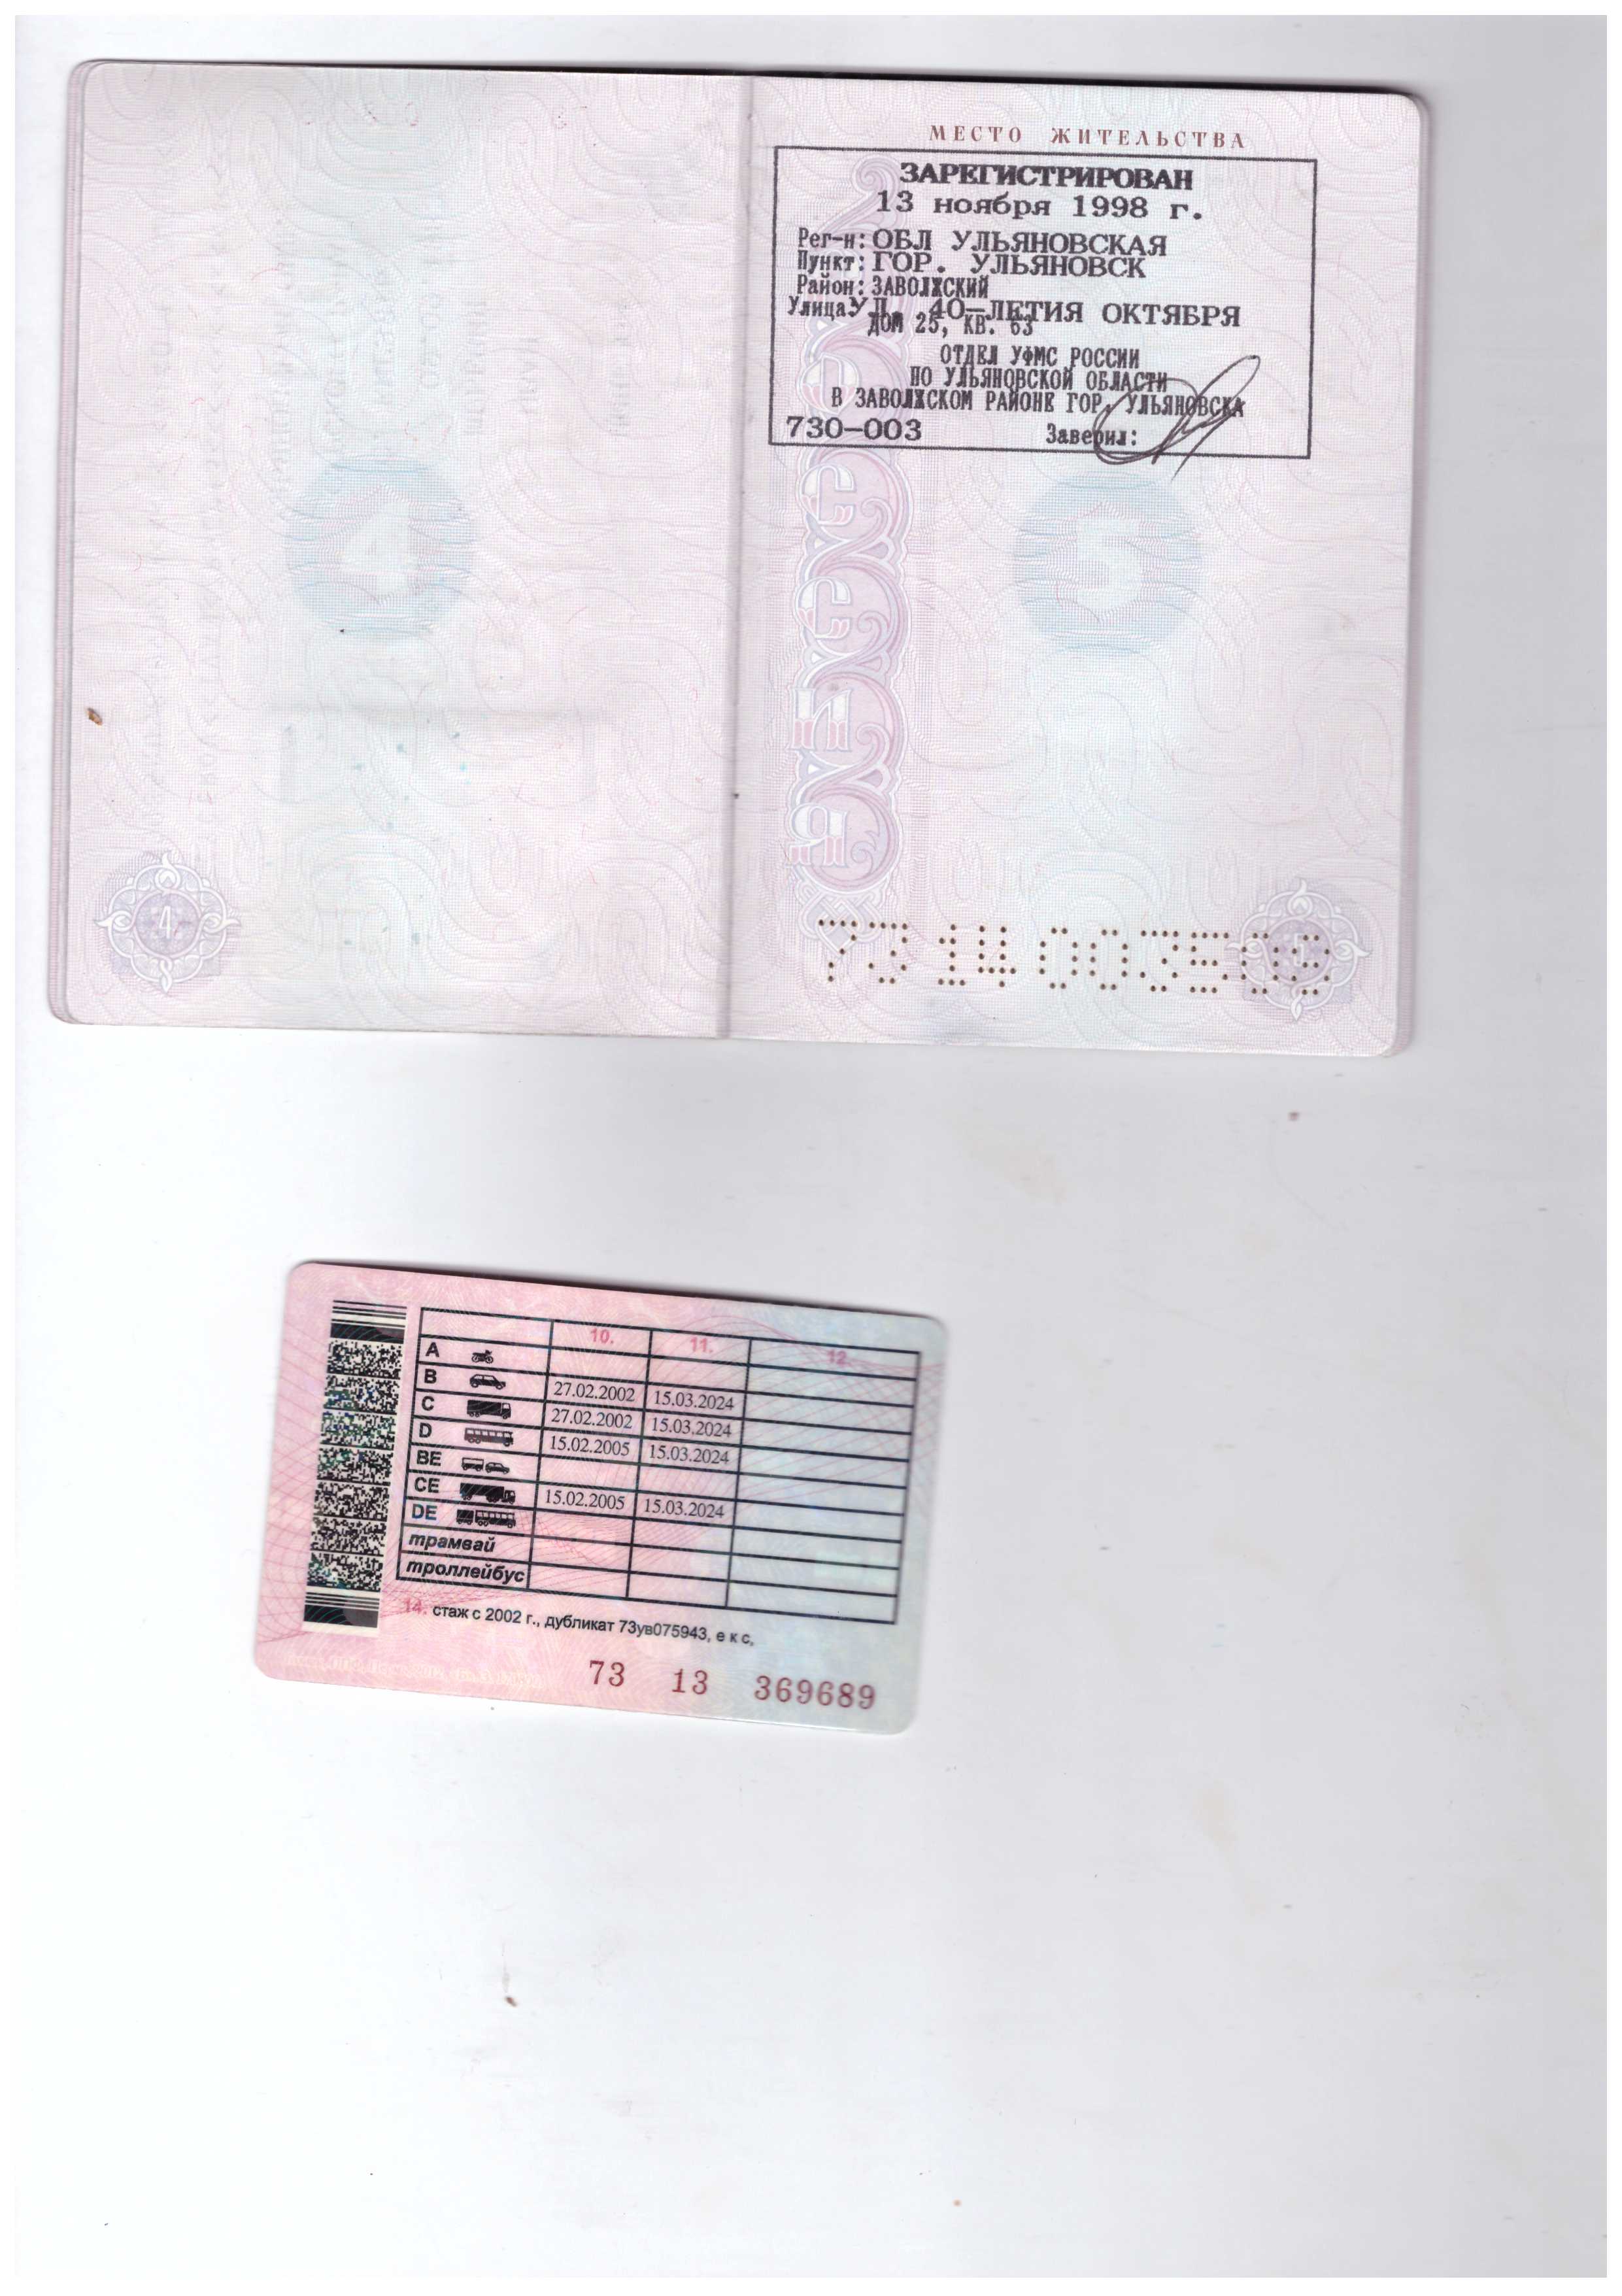 МЕСТО ЖИТЕЛЬСТВА
ЗАРЕГИСТРИРОВАН
13 ноября 1998 г.
Рег-н: ОБЛ УЛЬЯНОВСКАЯ
Пункт: ГОР. УЛЬЯНОВСК
Район: ЗАВОЛЖСКИЙ
Улица УЛ. 40-ЛЕТИЯ ОКТЯБРЯ
ДОМ 25, КВ. 63
ОТДЕЛ УФМС РОССИИ
ПО УЛЬЯНОВСКОЙ ОБЛАСТИ
В ЗАВОЛЖСКОМ РАЙОНЕ ГОР. УЛЬЯНОВСКА
730-003 Заверил:
4 5
РОССИЯ
4 5
73 14
10. 11. 12.
A
B 27.02.2002 15.03.2024
C 27.02.2002 15.03.2024
D 15.02.2005 15.03.2024
BE
CE 15.02.2005 15.03.2024
DE
трамвай
троллейбус
14. стаж с 2002 г., дубликат 73ув075943, е к с,
73 13 369689